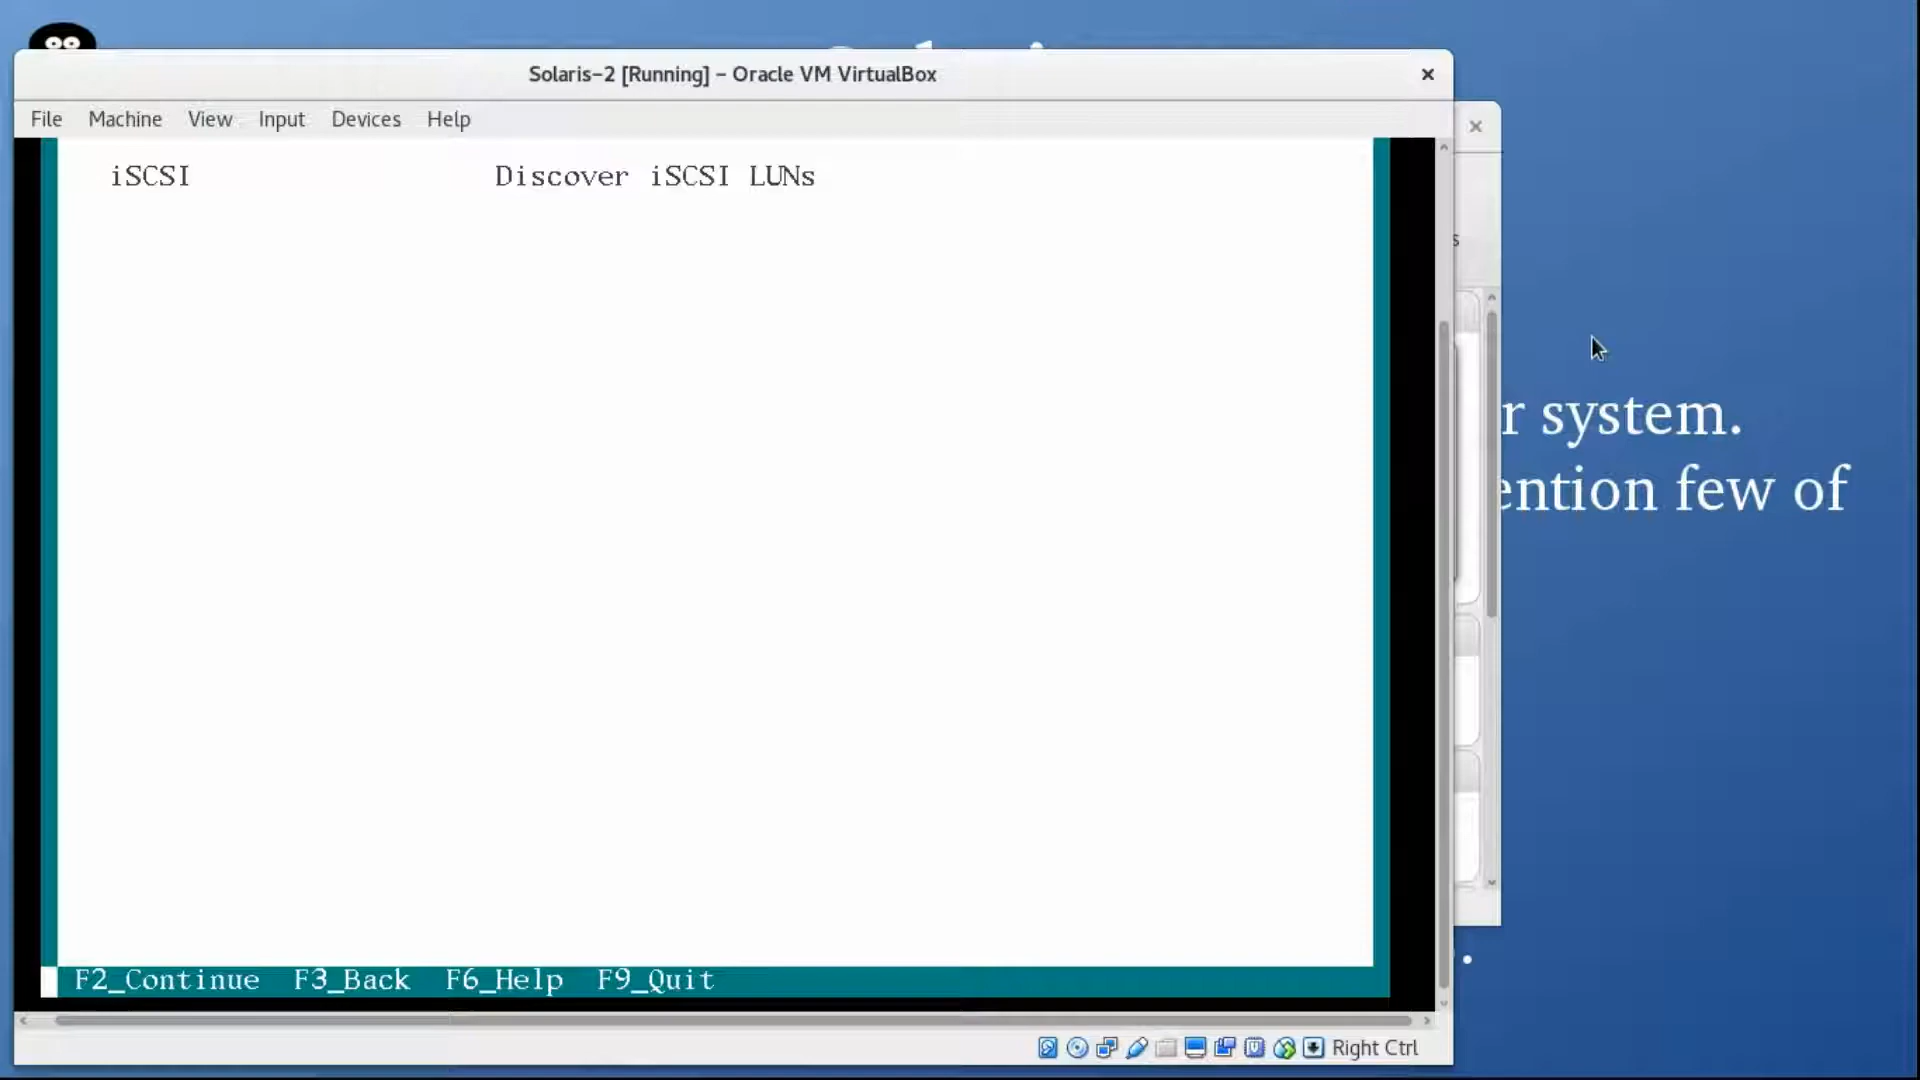 Solaris-2 [Running] - Oracle VM VirtualBox
File Machine View Input Devices Help
iSCSI Discover iSCSI LUNs
s
r system.
ention few of
F2_Continue F3_Back F6_Help F9_Quit
Right Ctrl